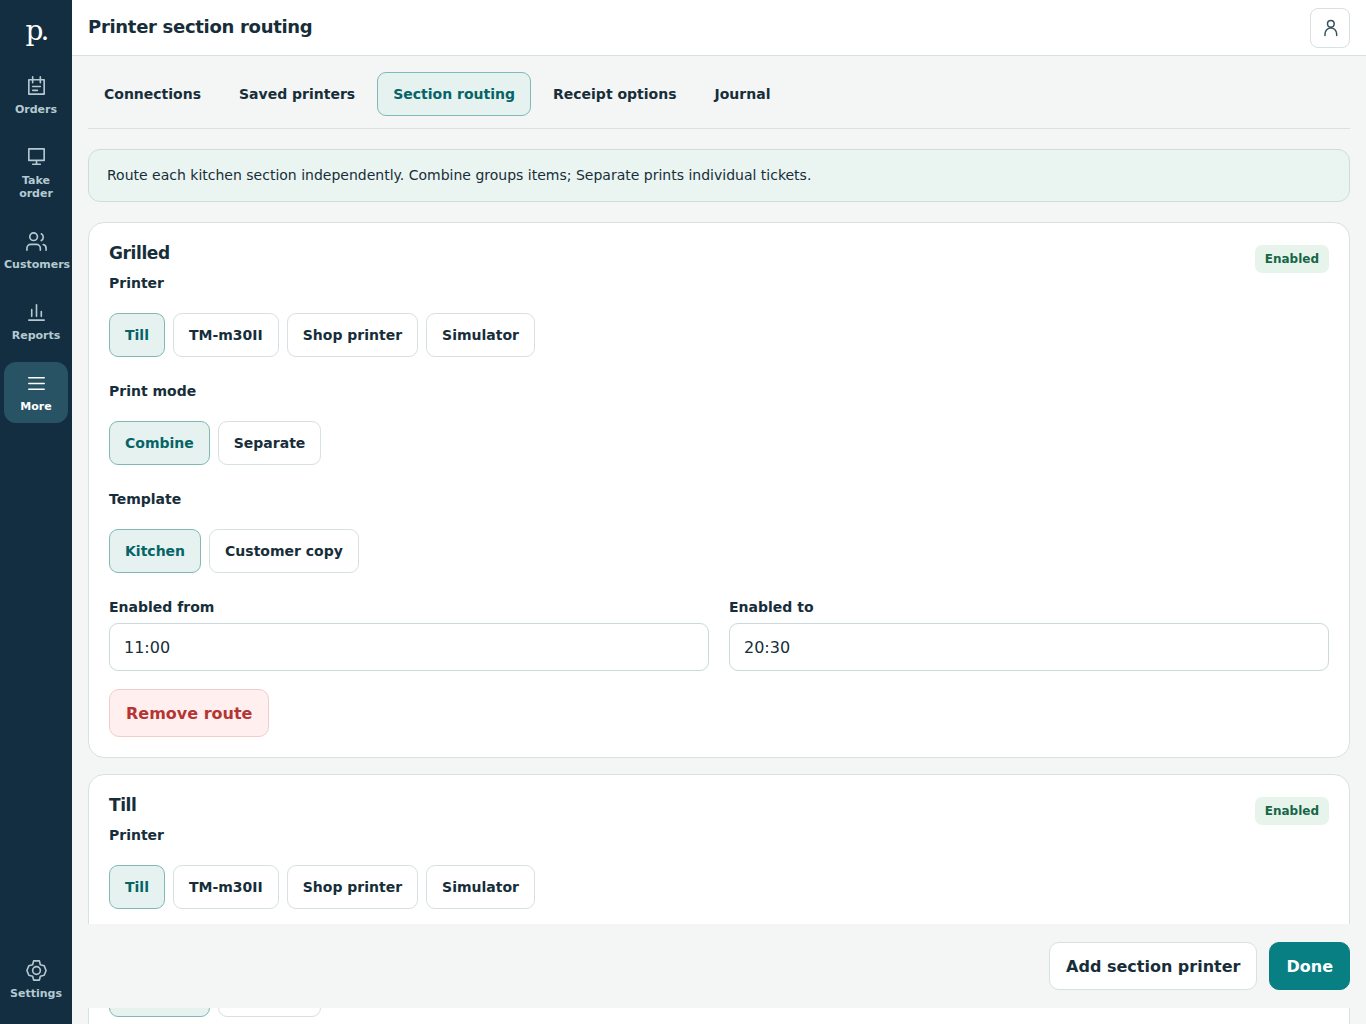 p.
Printer section routing
Orders
Take
order
Customers
Reports
More
Settings
Connections
Saved printers
Section routing
Receipt options
Journal
Route each kitchen section independently. Combine groups items; Separate prints individual tickets.
Grilled
Enabled
Printer
Till
TM-m30II
Shop printer
Simulator
Print mode
Combine
Separate
Template
Kitchen
Customer copy
Enabled from
Enabled to
11:00
20:30
Remove route
Till
Enabled
Printer
Till
TM-m30II
Shop printer
Simulator
Add section printer
Done